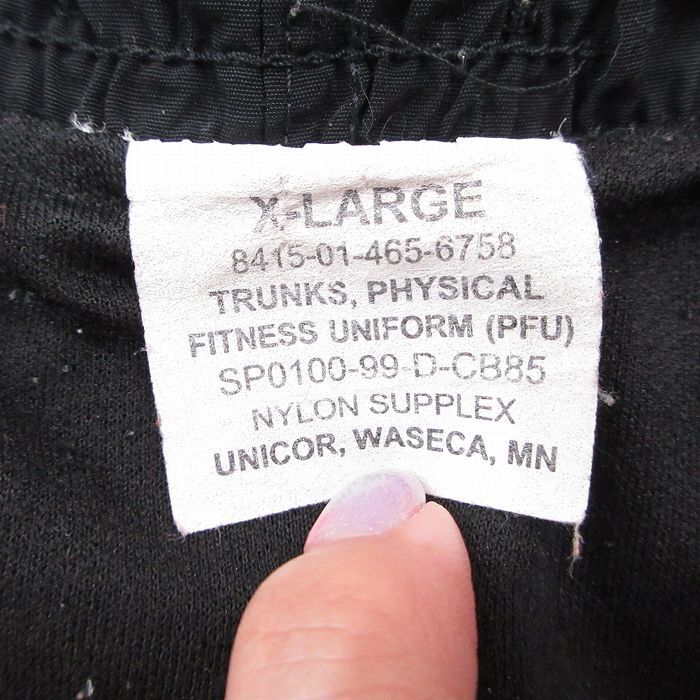 X-LARGE
8415-01-465-6758
TRUNKS, PHYSICAL
FITNESS UNIFORM (PFU)
SP0100-99-D-CB85
NYLON SUPPLEX
UNICOR, WASECA, MN